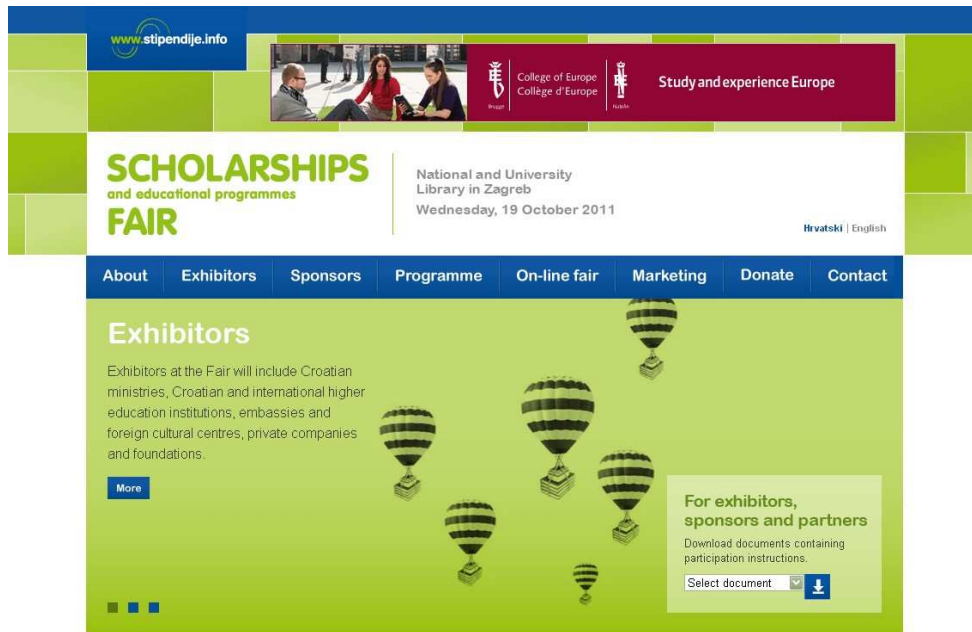 www.stipendije.info
College of Europe
Collège d'Europe
Brugge
Natolin
Study and experience Europe
SCHOLARSHIPS
and educational programmes
FAIR
National and University
Library in Zagreb
Wednesday, 19 October 2011
Hrvatski | English
About Exhibitors Sponsors Programme On-line fair Marketing Donate Contact
Exhibitors
Exhibitors at the Fair will include Croatian
ministries, Croatian and international higher
education institutions, embassies and
foreign cultural centres, private companies
and foundations.
More
For exhibitors,
sponsors and partners
Download documents containing
participation instructions.
Select document